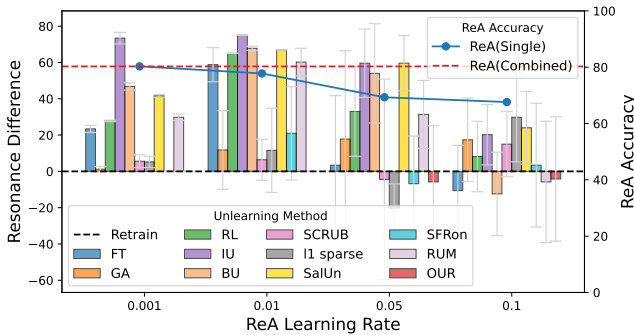 ReA Accuracy
ReA(Single)
ReA(Combined)
80
60
40
20
0
−20
−40
−60
Resonance Difference
100
80
60
40
20
0
ReA Accuracy
Unlearning Method
Retrain RL SCRUB SFRon
FT IU l1 sparse RUM
GA BU SalUn OUR
0.001 0.01 0.05 0.1
ReA Learning Rate